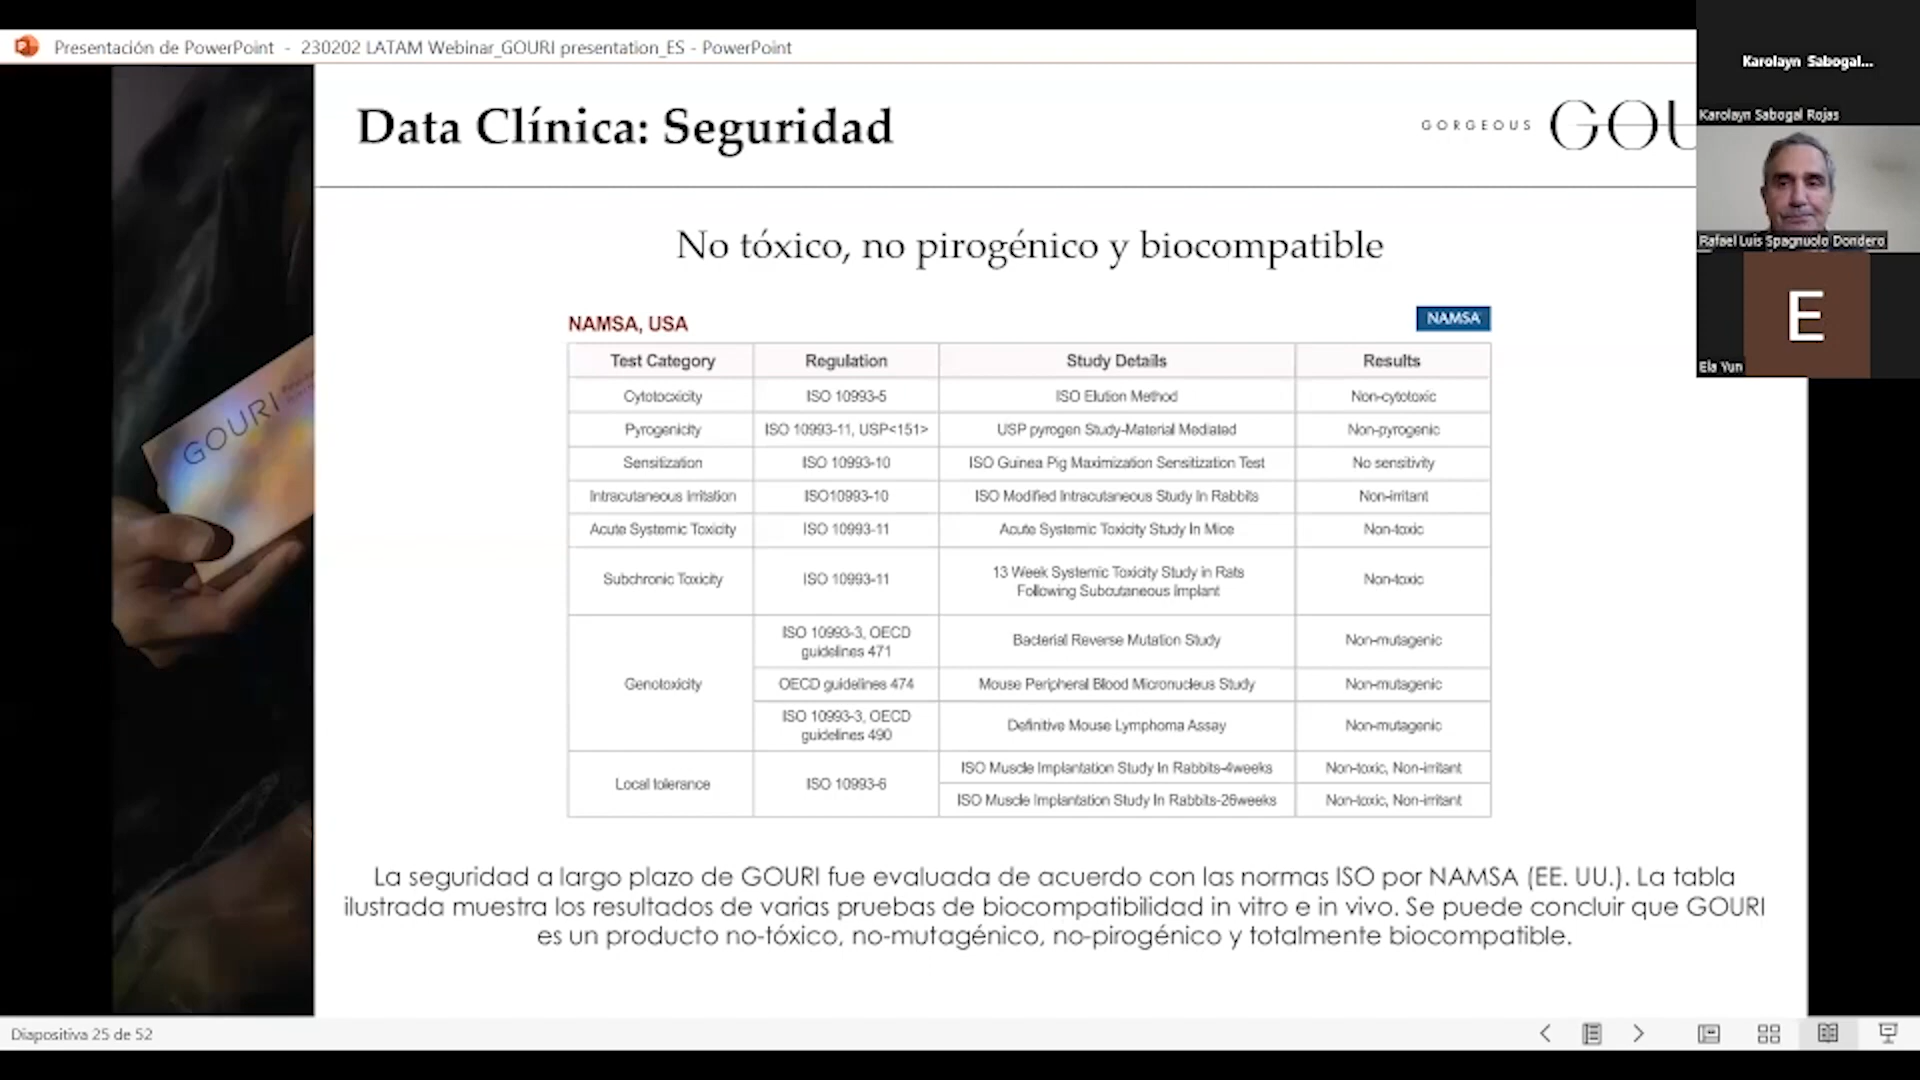 Presentación de PowerPoint - 230202 LATAM Webinar_GOURI presentation_ES - PowerPoint
Karolayn Sabogal...
Karolayn Sabogal Rojas
Rafael Luis Spagnuolo Dondero
E
Ela Yun
Data Clínica: Seguridad
GORGEOUS GOU
GOURI
No tóxico, no pirogénico y biocompatible
NAMSA, USA
NAMSA
Test Category Regulation Study Details Results
Cytotocxicity ISO 10993-5 ISO Elution Method Non-cytotoxic
Pyrogenicity ISO 10993-11, USP<151> USP pyrogen Study-Material Mediated Non-pyrogenic
Sensitization ISO 10993-10 ISO Guinea Pig Maximization Sensitization Test No sensitivity
Intracutaneous Irritation ISO10993-10 ISO Modified Intracutaneous Study In Rabbits Non-irritant
Acute Systemic Toxicity ISO 10993-11 Acute Systemic Toxicity Study In Mice Non-toxic
Subchronic Toxicity ISO 10993-11 13 Week Systemic Toxicity Study in Rats
Following Subcutaneous Implant Non-toxic
Genotoxicity
ISO 10993-3, OECD
guidelines 471 Bacterial Reverse Mutation Study Non-mutagenic
OECD guidelines 474 Mouse Peripheral Blood Micronucleus Study Non-mutagenic
ISO 10993-3, OECD
guidelines 490 Definitive Mouse Lymphoma Assay Non-mutagenic
Local tolerance ISO 10993-6
ISO Muscle Implantation Study In Rabbits-4weeks Non-toxic, Non-irritant
ISO Muscle Implantation Study In Rabbits-26weeks Non-toxic, Non-irritant
La seguridad a largo plazo de GOURI fue evaluada de acuerdo con las normas ISO por NAMSA (EE. UU.). La tabla
ilustrada muestra los resultados de varias pruebas de biocompatibilidad in vitro e in vivo. Se puede concluir que GOURI
es un producto no-tóxico, no-mutagénico, no-pirogénico y totalmente biocompatible.
Diapositiva 25 de 52